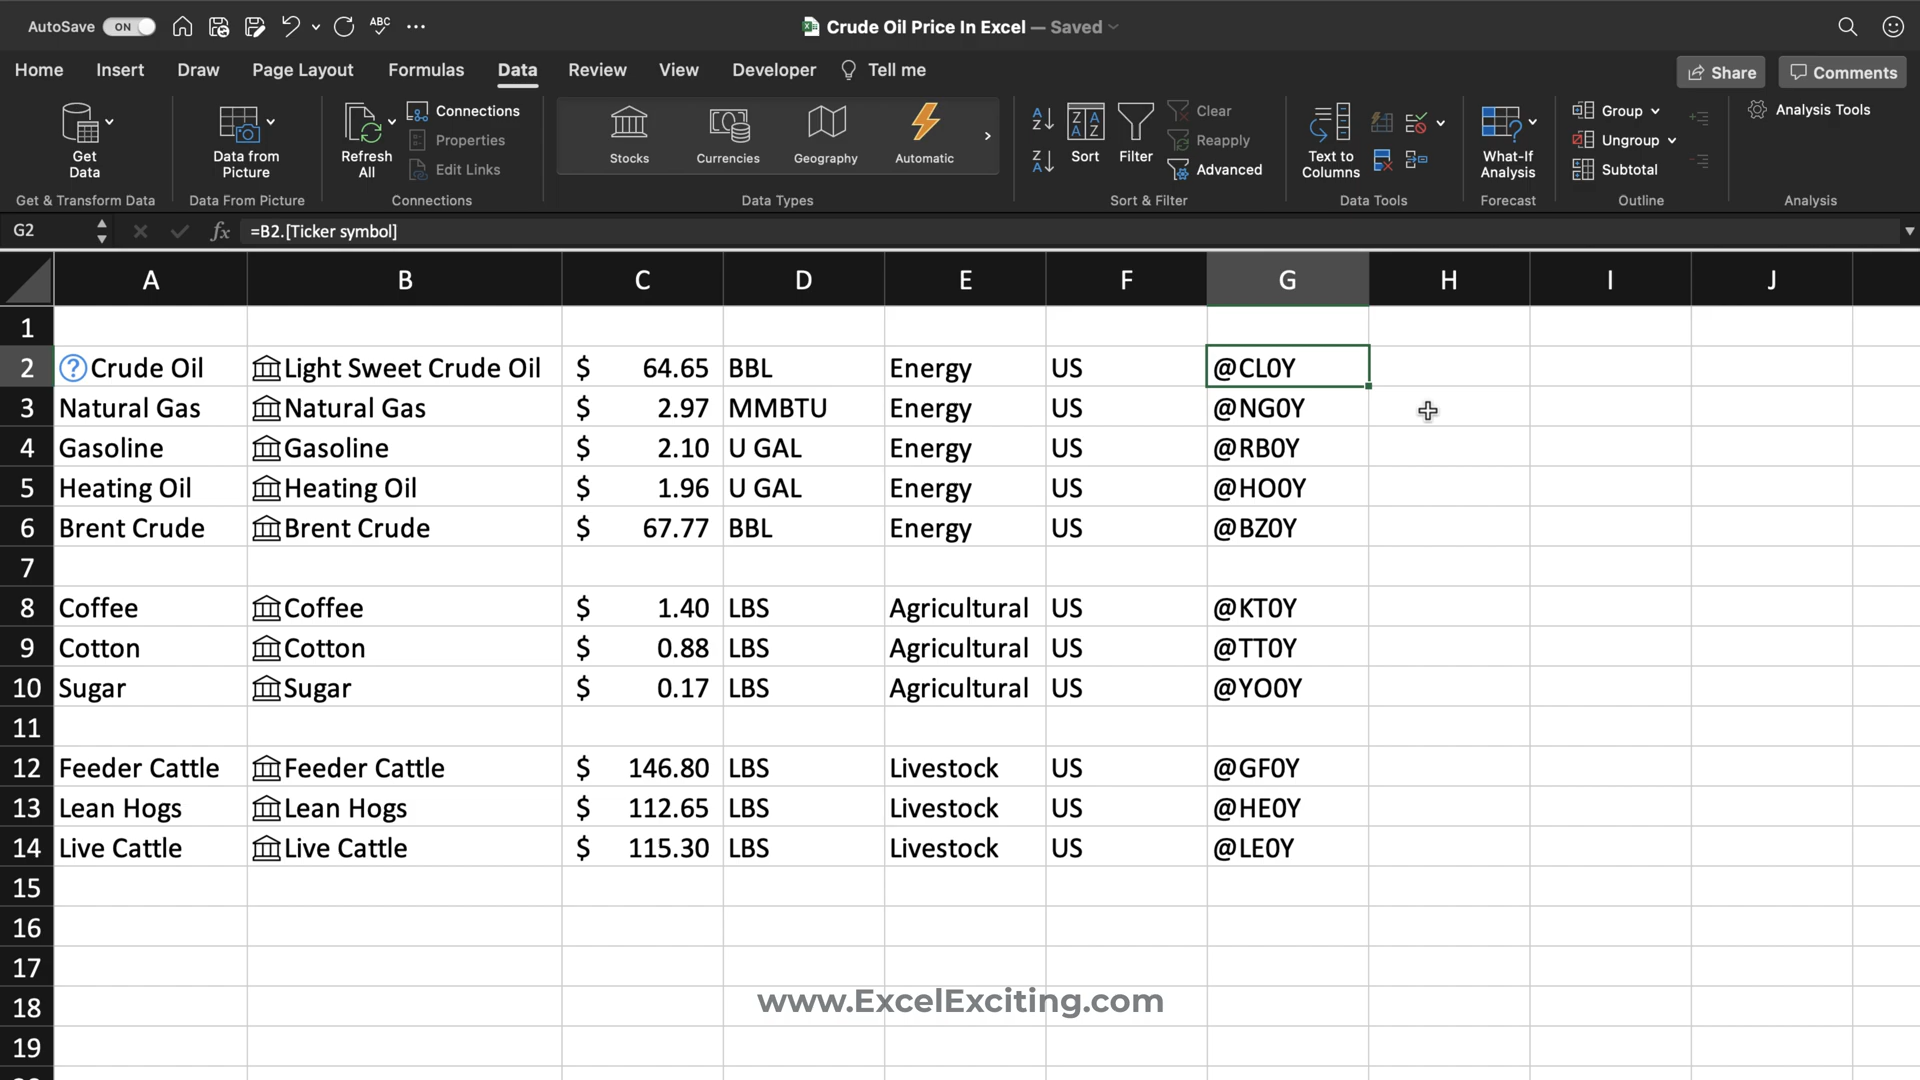 AutoSave ON ABC ... Crude Oil Price In Excel — Saved
Home Insert Draw Page Layout Formulas Data Review View Developer Tell me Share Comments
Get Data
Get & Transform Data
Data from Picture
Data From Picture
Refresh All
Connections
Properties
Edit Links
Connections
Stocks Currencies Geography Automatic
Data Types
Sort Filter
Clear
Reapply
Advanced
Sort & Filter
Text to Columns
Data Tools
What-If Analysis
Forecast
Group
Ungroup
Subtotal
Outline
Analysis Tools
Analysis
G2 fx =B2.[Ticker symbol]
A B C D E F G H I J
1
2 ? Crude Oil Light Sweet Crude Oil $ 64.65 BBL Energy US @CL0Y
3 Natural Gas Natural Gas $ 2.97 MMBTU Energy US @NG0Y
4 Gasoline Gasoline $ 2.10 U GAL Energy US @RB0Y
5 Heating Oil Heating Oil $ 1.96 U GAL Energy US @HO0Y
6 Brent Crude Brent Crude $ 67.77 BBL Energy US @BZ0Y
7
8 Coffee Coffee $ 1.40 LBS Agricultural US @KT0Y
9 Cotton Cotton $ 0.88 LBS Agricultural US @TT0Y
10 Sugar Sugar $ 0.17 LBS Agricultural US @YO0Y
11
12 Feeder Cattle Feeder Cattle $ 146.80 LBS Livestock US @GF0Y
13 Lean Hogs Lean Hogs $ 112.65 LBS Livestock US @HE0Y
14 Live Cattle Live Cattle $ 115.30 LBS Livestock US @LE0Y
15
16
17
18 www.ExcelExciting.com
19